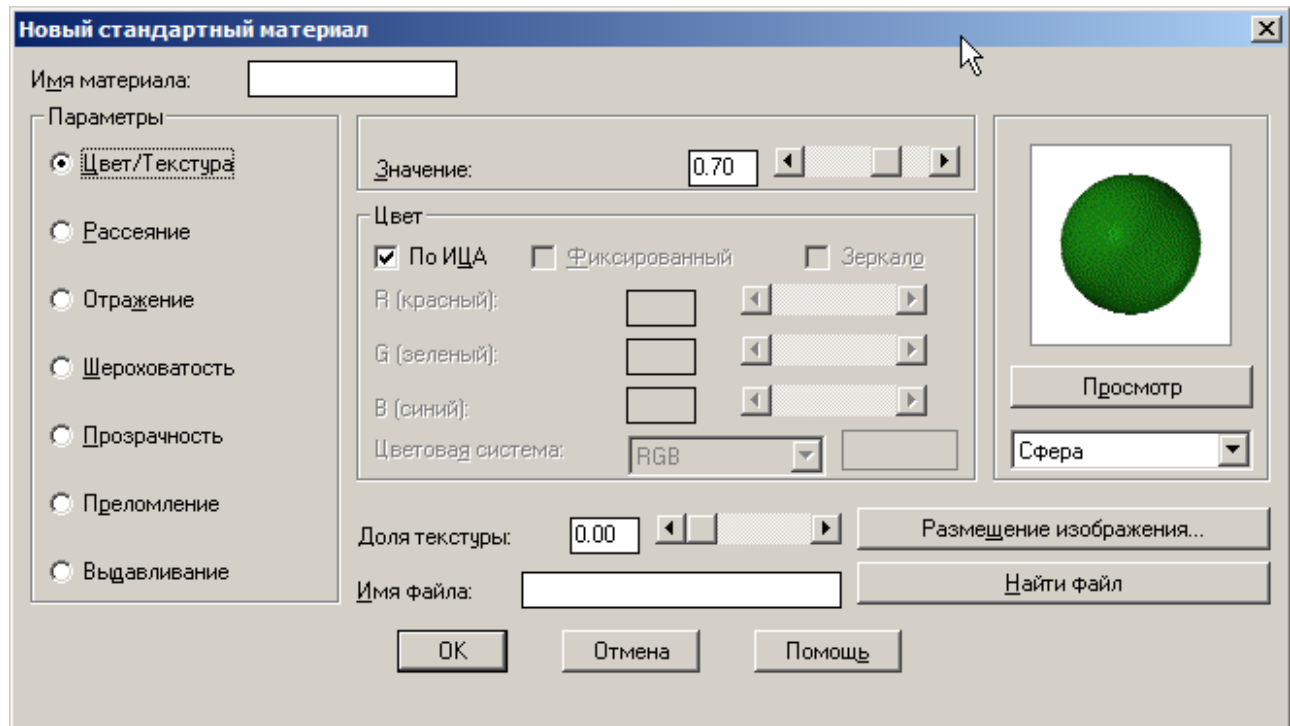 Новый стандартный материал
Имя материала:
Параметры
Цвет/Текстура
Рассеяние
Отражение
Шероховатость
Прозрачность
Преломление
Выдавливание
Значение: 0.70
Цвет
По ИЦА Фиксированный Зеркало
R (красный):
G (зеленый):
B (синий):
Цветовая система: RGB
Просмотр
Сфера
Доля текстуры: 0.00 Размещение изображения...
Имя файла: Найти файл
OK Отмена Помощь